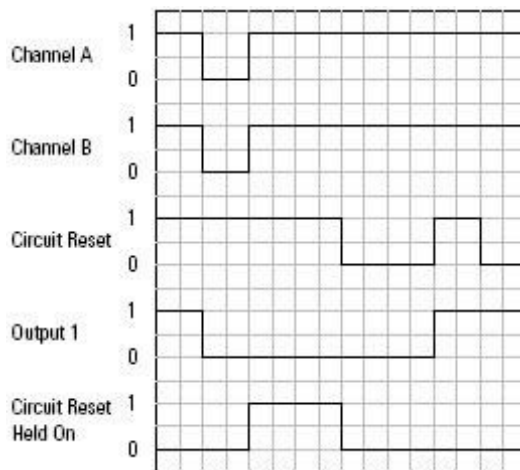 1
Channel A
0
1
Channel B
0
1
Circuit Reset
0
1
Output 1
0
Circuit Reset 1
Held On
0